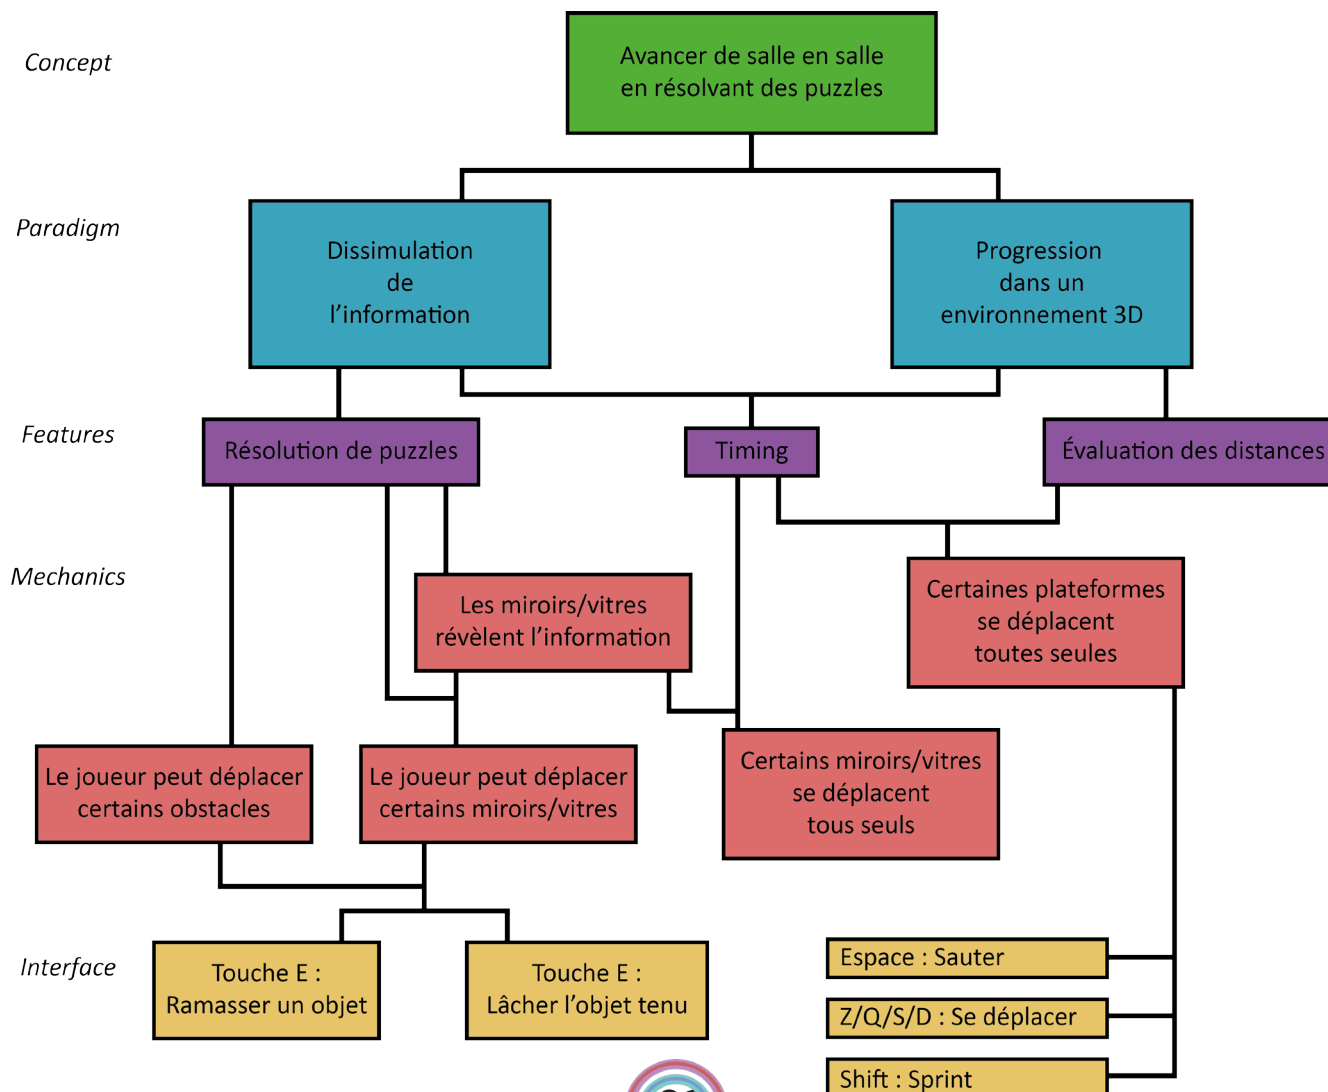 Concept
Avancer de salle en salle
en résolvant des puzzles
Paradigm
Dissimulation
de
l’information
Progression
dans un
environnement 3D
Features
Résolution de puzzles
Timing
Évaluation des distances
Mechanics
Les miroirs/vitres
révèlent l’information
Certaines plateformes
se déplacent
toutes seules
Le joueur peut déplacer
certains obstacles
Le joueur peut déplacer
certains miroirs/vitres
Certains miroirs/vitres
se déplacent
tous seuls
Interface
Touche E :
Ramasser un objet
Touche E :
Lâcher l’objet tenu
Espace : Sauter
Z/Q/S/D : Se déplacer
Shift : Sprint